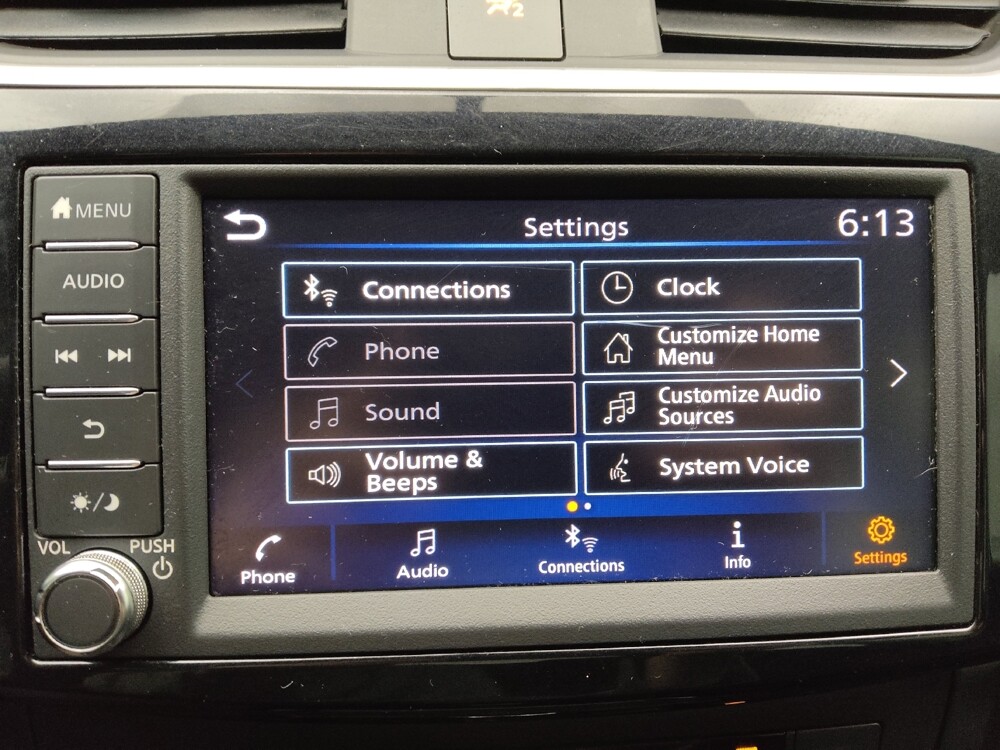 2
MENU
AUDIO
VOL PUSH
Settings 6:13
Connections
Phone
Sound
Volume &
Beeps
Clock
Customize Home
Menu
Customize Audio
Sources
System Voice
Phone
Audio
Connections
Info
Settings